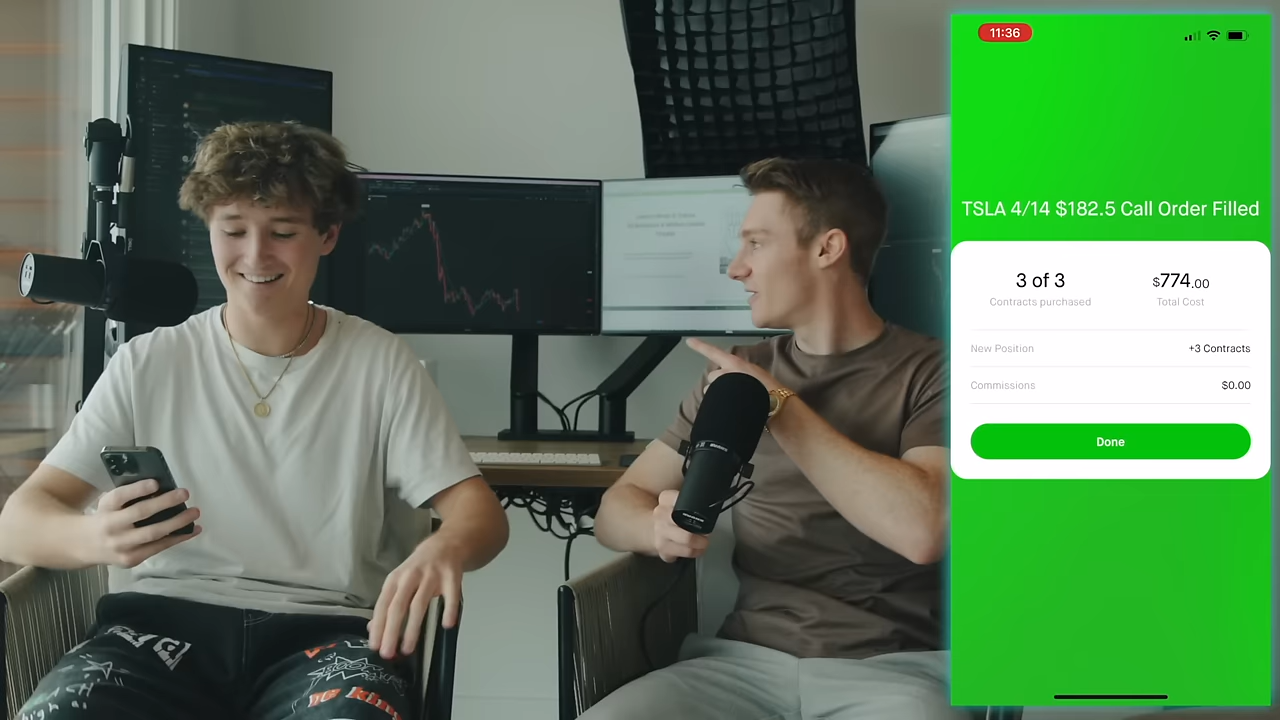 11:36
TSLA 4/14 $182.5 Call Order Filled
3 of 3
Contracts purchased
$774.00
Total Cost
New Position
+3 Contracts
Commissions
$0.00
Done